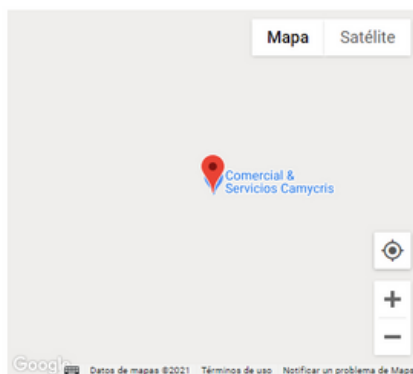 Mapa Satélite
Comercial &
Servicios Camycris
Google Datos de mapas ©2021 Términos de uso Notificar un problema de Maps